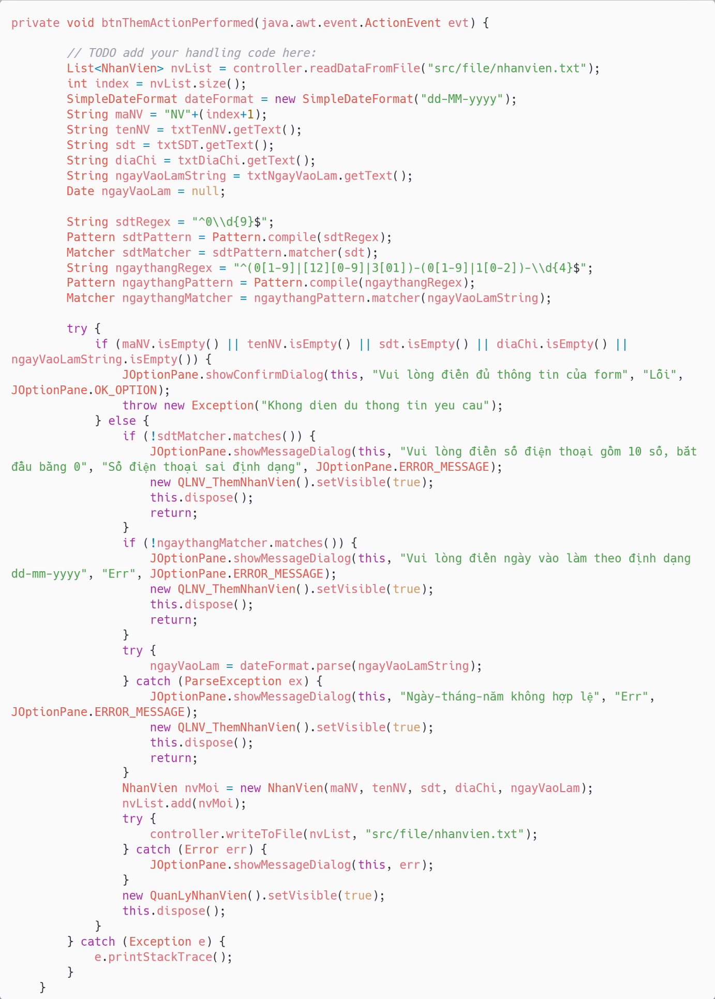 private void btnThemActionPerformed(java.awt.event.ActionEvent evt) {
// TODO add your handling code here:
List<NhanVien> nvList = controller.readDataFromFile("src/file/nhanvien.txt");
int index = nvList.size();
SimpleDateFormat dateFormat = new SimpleDateFormat("dd-MM-yyyy");
String maNV = "NV"+(index+1);
String tenNV = txtTenNV.getText();
String sdt = txtSDT.getText();
String diaChi = txtDiaChi.getText();
String ngayVaoLamString = txtNgayVaoLam.getText();
Date ngayVaoLam = null;
String sdtRegex = "^0\\d{9}$";
Pattern sdtPattern = Pattern.compile(sdtRegex);
Matcher sdtMatcher = sdtPattern.matcher(sdt);
String ngaythangRegex = "^(0[1-9]|[12][0-9]|3[01])-(0[1-9]|1[0-2])-\\d{4}$";
Pattern ngaythangPattern = Pattern.compile(ngaythangRegex);
Matcher ngaythangMatcher = ngaythangPattern.matcher(ngayVaoLamString);
try {
if (maNV.isEmpty() || tenNV.isEmpty() || sdt.isEmpty() || diaChi.isEmpty() ||
ngayVaoLamString.isEmpty()) {
JOptionPane.showConfirmDialog(this, "Vui lòng điền đủ thông tin của form", "Lỗi",
JOptionPane.OK_OPTION);
throw new Exception("Khong dien du thong tin yeu cau");
} else {
if (!sdtMatcher.matches()) {
JOptionPane.showMessageDialog(this, "Vui lòng điền số điện thoại gồm 10 số, bắt
đầu bằng 0", "Số điện thoại sai định dạng", JOptionPane.ERROR_MESSAGE);
new QLNV_ThemNhanVien().setVisible(true);
this.dispose();
return;
}
if (!ngaythangMatcher.matches()) {
JOptionPane.showMessageDialog(this, "Vui lòng điền ngày vào làm theo định dạng
dd-mm-yyyy", "Err", JOptionPane.ERROR_MESSAGE);
new QLNV_ThemNhanVien().setVisible(true);
this.dispose();
return;
}
try {
ngayVaoLam = dateFormat.parse(ngayVaoLamString);
} catch (ParseException ex) {
JOptionPane.showMessageDialog(this, "Ngày-tháng-năm không hợp lệ", "Err",
JOptionPane.ERROR_MESSAGE);
new QLNV_ThemNhanVien().setVisible(true);
this.dispose();
return;
}
NhanVien nvMoi = new NhanVien(maNV, tenNV, sdt, diaChi, ngayVaoLam);
nvList.add(nvMoi);
try {
controller.writeToFile(nvList, "src/file/nhanvien.txt");
} catch (Error err) {
JOptionPane.showMessageDialog(this, err);
}
new QuanLyNhanVien().setVisible(true);
this.dispose();
}
} catch (Exception e) {
e.printStackTrace();
}
}